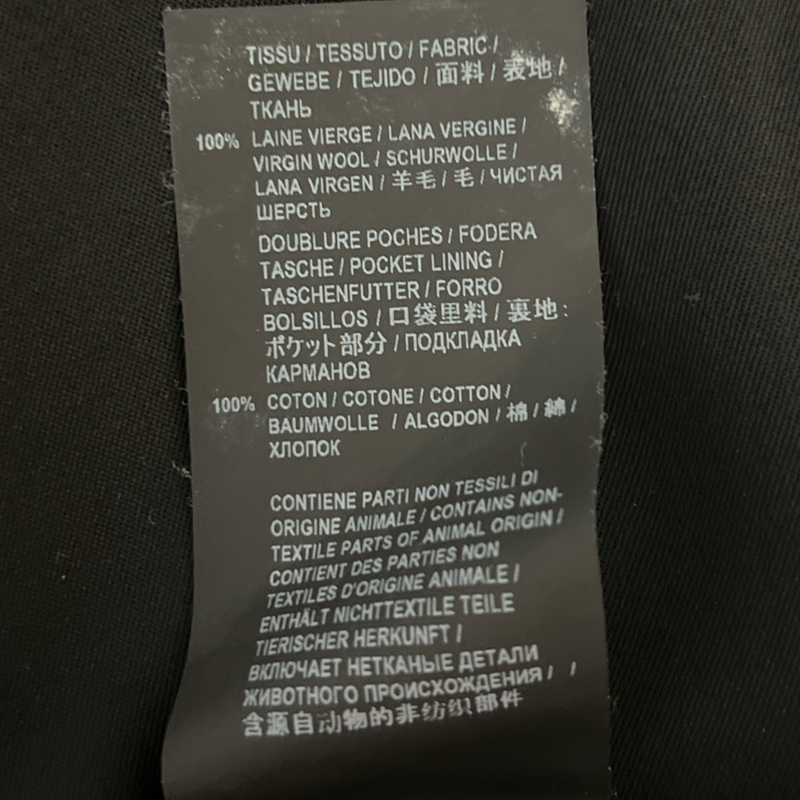 TISSU / TESSUTO / FABRIC /
GEWEBE / TEJIDO / 面料 / 表地 /
ТКАНЬ
100% LAINE VIERGE / LANA VERGINE /
VIRGIN WOOL / SCHURWOLLE /
LANA VIRGEN / 羊毛 / 毛 / ЧИСТАЯ
ШЕРСТЬ
DOUBLURE POCHES / FODERA
TASCHE / POCKET LINING /
TASCHENFUTTER / FORRO
BOLSILLOS / 口袋里料 / 裏地:
ポケット部分 / ПОДКЛАДКА
КАРМАНОВ
100% COTON / COTONE / COTTON /
BAUMWOLLE / ALGODON / 棉 / 綿 /
ХЛОПОК
CONTIENE PARTI NON TESSILI DI
ORIGINE ANIMALE / CONTAINS NON-
TEXTILE PARTS OF ANIMAL ORIGIN /
CONTIENT DES PARTIES NON
TEXTILES D'ORIGINE ANIMALE /
ENTHÄLT NICHTTEXTILE TEILE
TIERISCHER HERKUNFT /
ВКЛЮЧАЕТ НЕТКАНЫЕ ДЕТАЛИ
ЖИВОТНОГО ПРОИСХОЖДЕНИЯ / /
含源自动物的非纺织部件